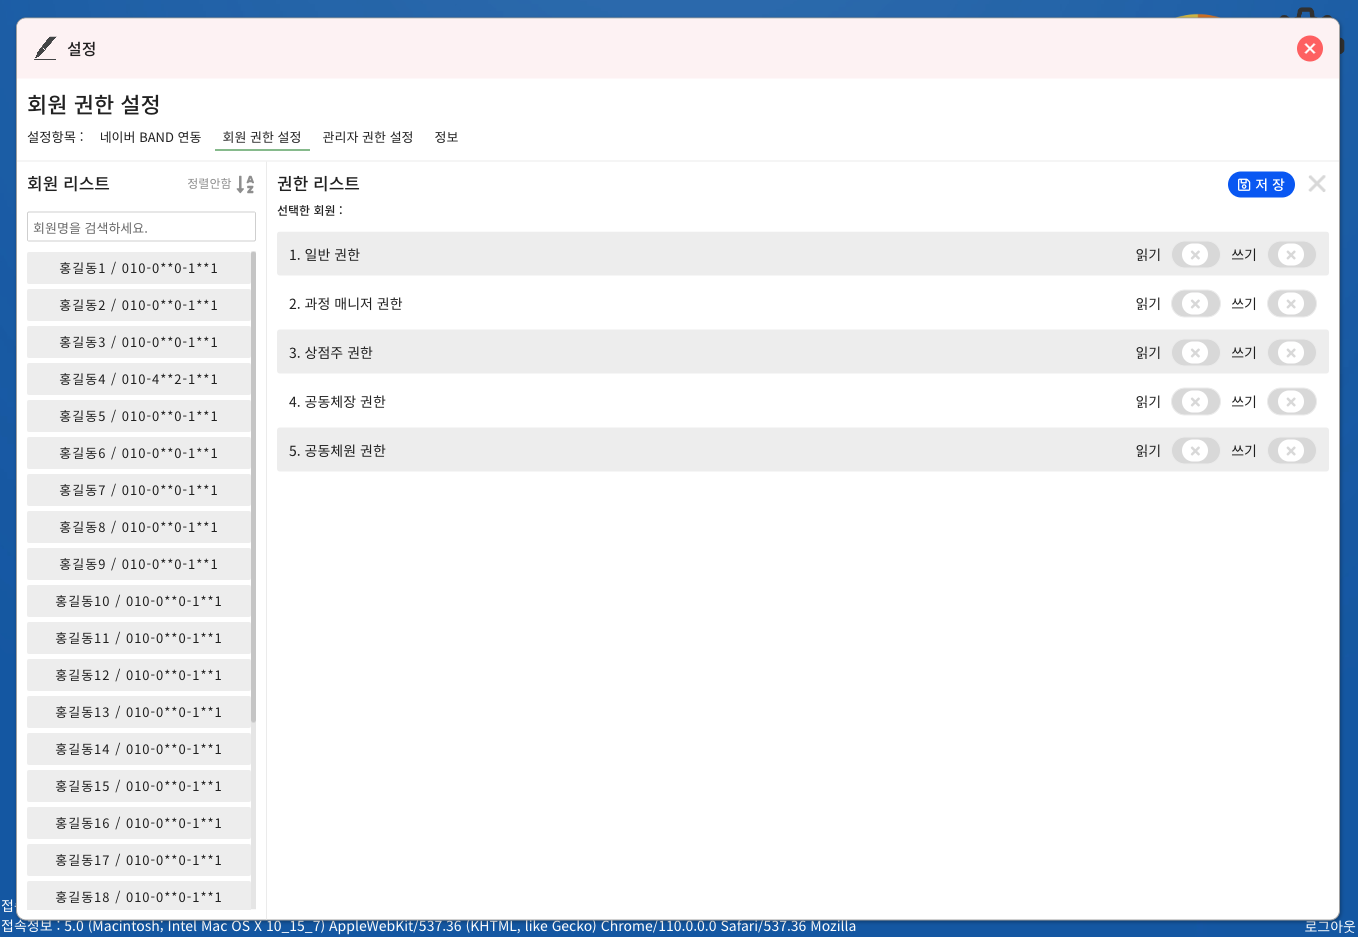 설정
회원 권한 설정
설정항목 : 네이버 BAND 연동 회원 권한 설정 관리자 권한 설정 정보
회원 리스트 정렬안함
회원명을 검색하세요.
홍길동1 / 010-0**0-1**1
홍길동2 / 010-0**0-1**1
홍길동3 / 010-0**0-1**1
홍길동4 / 010-4**2-1**1
홍길동5 / 010-0**0-1**1
홍길동6 / 010-0**0-1**1
홍길동7 / 010-0**0-1**1
홍길동8 / 010-0**0-1**1
홍길동9 / 010-0**0-1**1
홍길동10 / 010-0**0-1**1
홍길동11 / 010-0**0-1**1
홍길동12 / 010-0**0-1**1
홍길동13 / 010-0**0-1**1
홍길동14 / 010-0**0-1**1
홍길동15 / 010-0**0-1**1
홍길동16 / 010-0**0-1**1
홍길동17 / 010-0**0-1**1
홍길동18 / 010-0**0-1**1
권한 리스트 저 장
선택한 회원 :
1. 일반 권한 읽기 쓰기
2. 과정 매니저 권한 읽기 쓰기
3. 상점주 권한 읽기 쓰기
4. 공동체장 권한 읽기 쓰기
5. 공동체원 권한 읽기 쓰기
접속정보 : 5.0 (Macintosh; Intel Mac OS X 10_15_7) AppleWebKit/537.36 (KHTML, like Gecko) Chrome/110.0.0.0 Safari/537.36 Mozilla
로그아웃